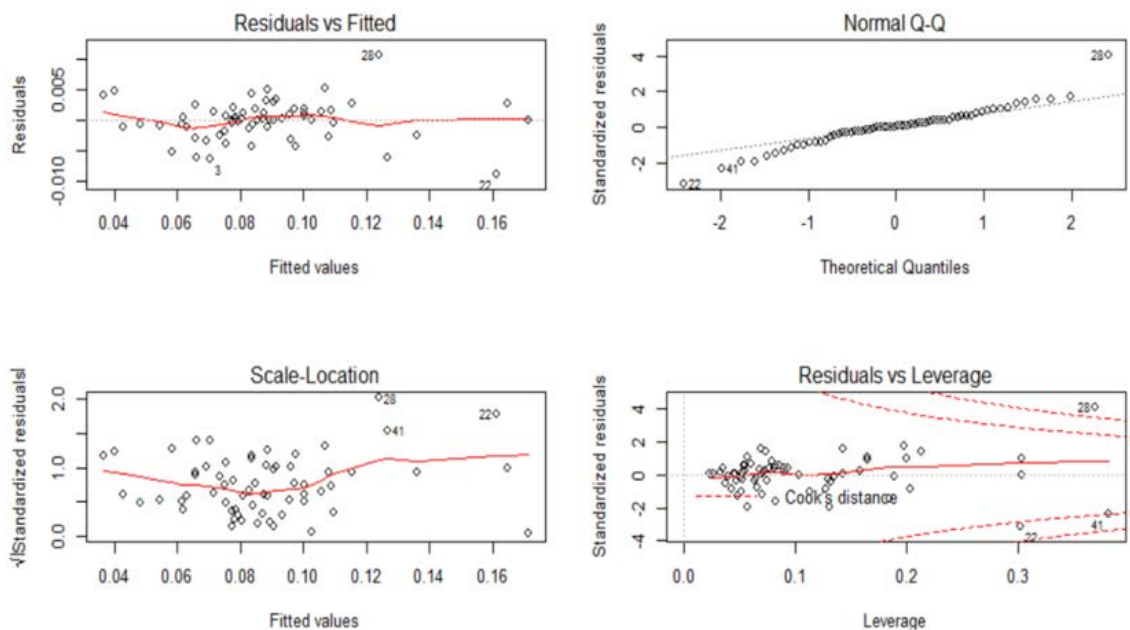 Residuals vs Fitted
Residuals
0.005
-0.010
28
3
22
0.04 0.06 0.08 0.10 0.12 0.14 0.16
Fitted values
Normal Q-Q
Standardized residuals
4
2
0
-2
28
41
22
-2 -1 0 1 2
Theoretical Quantiles
Scale-Location
√|Standardized residuals|
2.0
1.0
0.0
28
22
41
0.04 0.06 0.08 0.10 0.12 0.14 0.16
Fitted values
Residuals vs Leverage
Standardized residuals
4
2
0
-2
-4
28
Cook's distance
41
22
0.0 0.1 0.2 0.3
Leverage